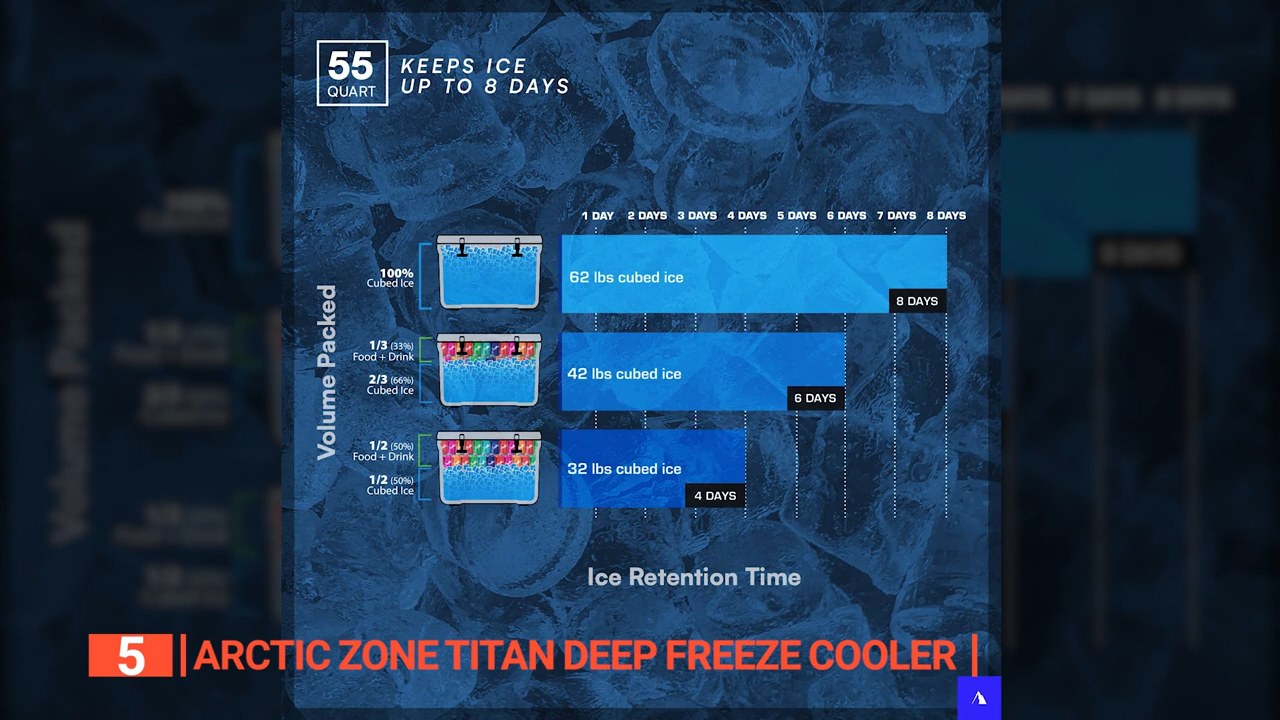 55
QUART
KEEPS ICE
UP TO 8 DAYS
1 DAY 2 DAYS 3 DAYS 4 DAYS 5 DAYS 6 DAYS 7 DAYS 8 DAYS
Volume Packed
100%
Cubed Ice
62 lbs cubed ice
8 DAYS
1/3 (33%)
Food + Drink
2/3 (66%)
Cubed Ice
42 lbs cubed ice
6 DAYS
1/2 (50%)
Food + Drink
1/2 (50%)
Cubed Ice
32 lbs cubed ice
4 DAYS
Ice Retention Time
5 ARCTIC ZONE TITAN DEEP FREEZE COOLER